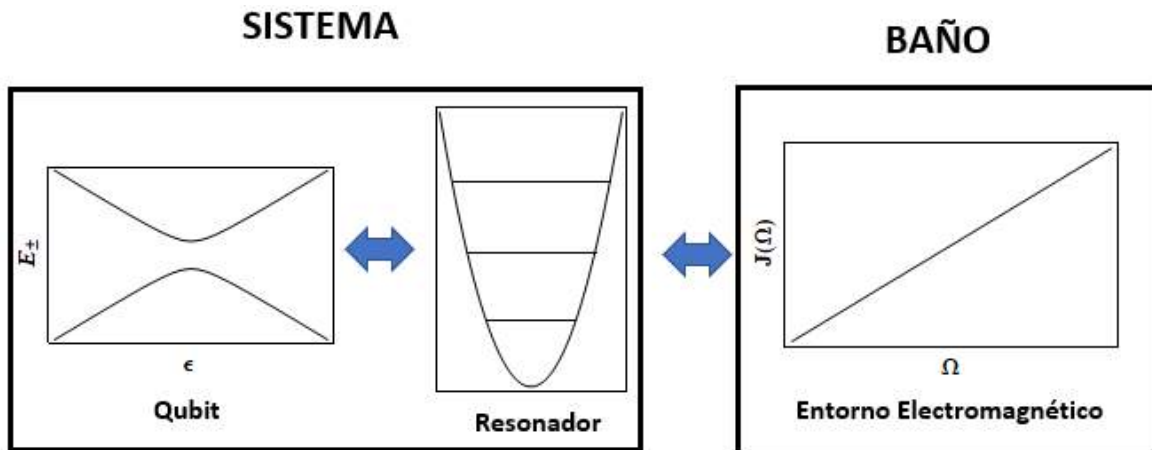 SISTEMA
BAÑO
E±
ϵ
Qubit
Resonador
J(Ω)
Ω
Entorno Electromagnético